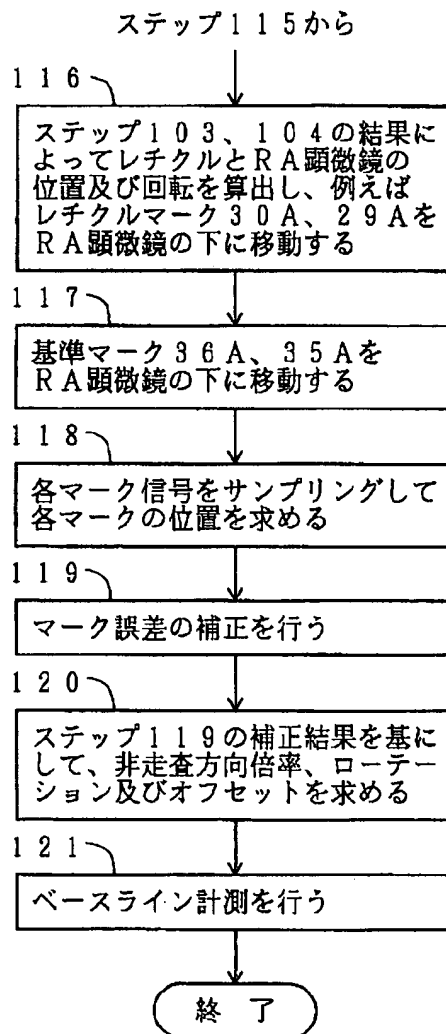 ステップ115から
116
ステップ103、104の結果に
よってレチクルとRA顕微鏡の
位置及び回転を算出し、例えば
レチクルマーク30A、29Aを
RA顕微鏡の下に移動する
117
基準マーク36A、35Aを
RA顕微鏡の下に移動する
118
各マーク信号をサンプリングして
各マークの位置を求める
119
マーク誤差の補正を行う
120
ステップ119の補正結果を基に
して、非走査方向倍率、ローテー
ション及びオフセットを求める
121
ベースライン計測を行う
終了